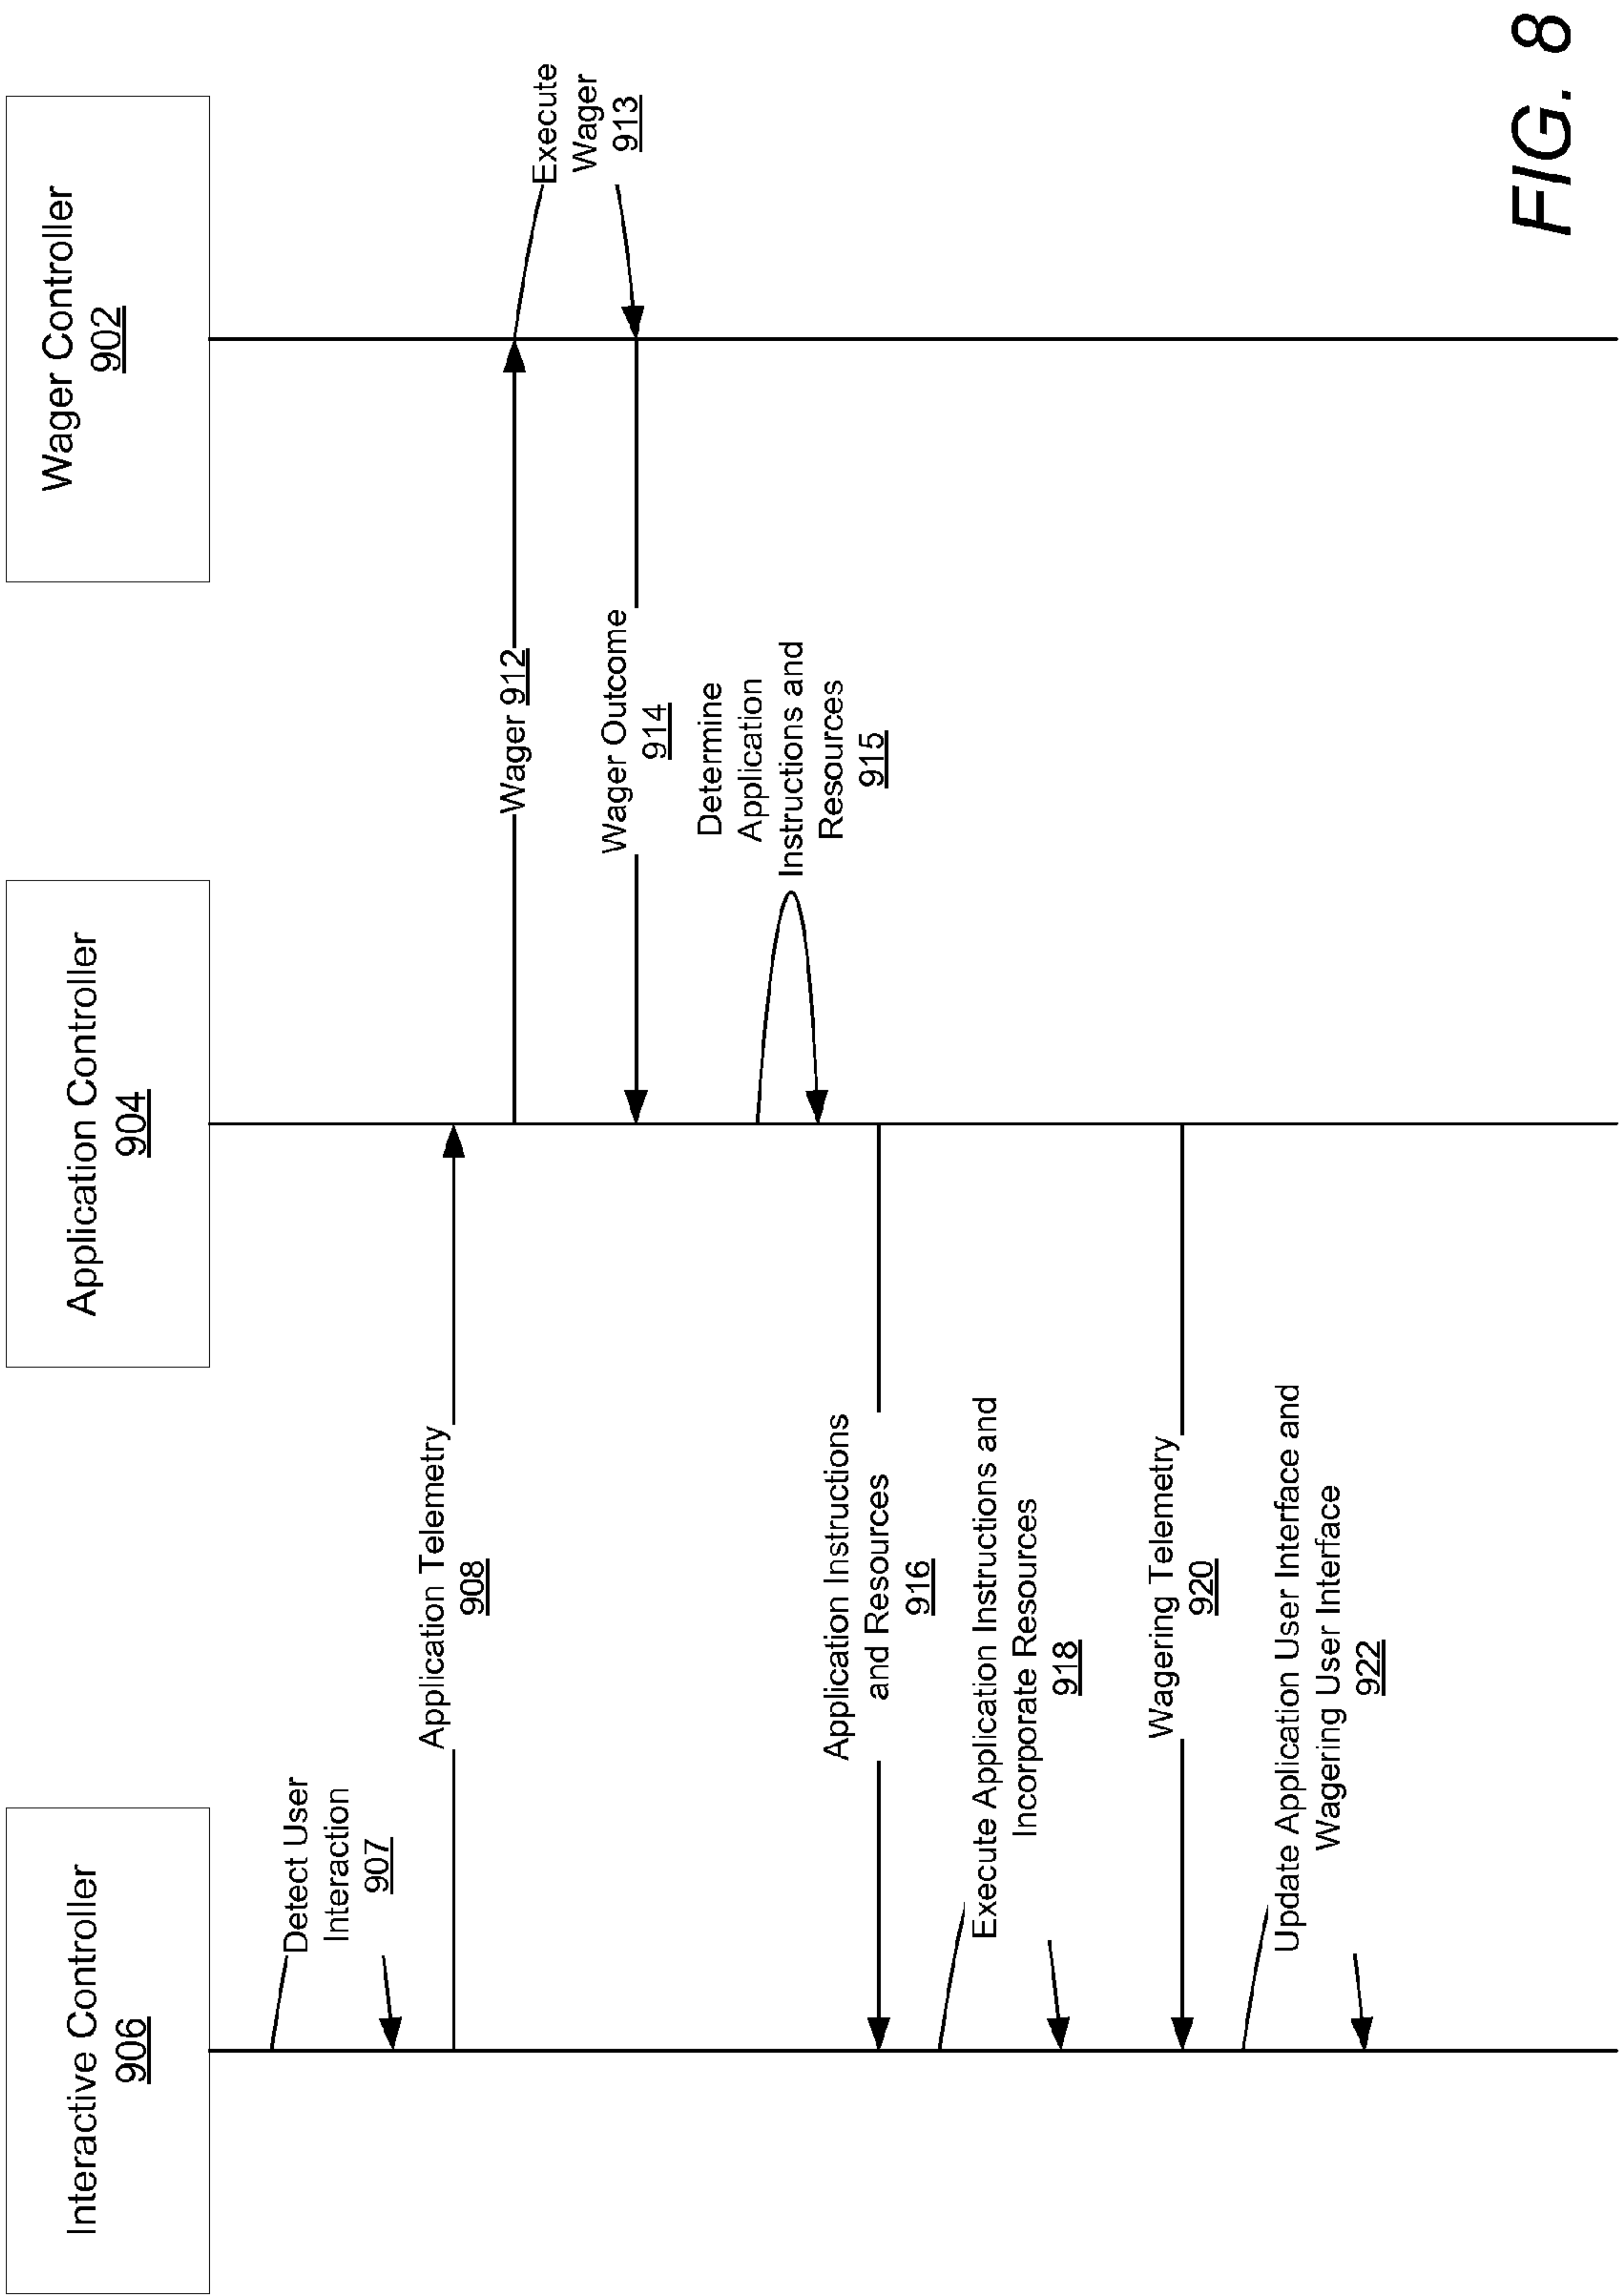 Interactive Controller
906
Application Controller
904
Wager Controller
902
Detect User
Interaction
907
Application Telemetry
908
Wager 912
Execute
Wager
913
Wager Outcome
914
Determine
Application
Instructions and
Resources
915
Application Instructions
and Resources
916
Execute Application Instructions and
Incorporate Resources
918
Wagering Telemetry
920
Update Application User Interface and
Wagering User Interface
922
FIG. 8